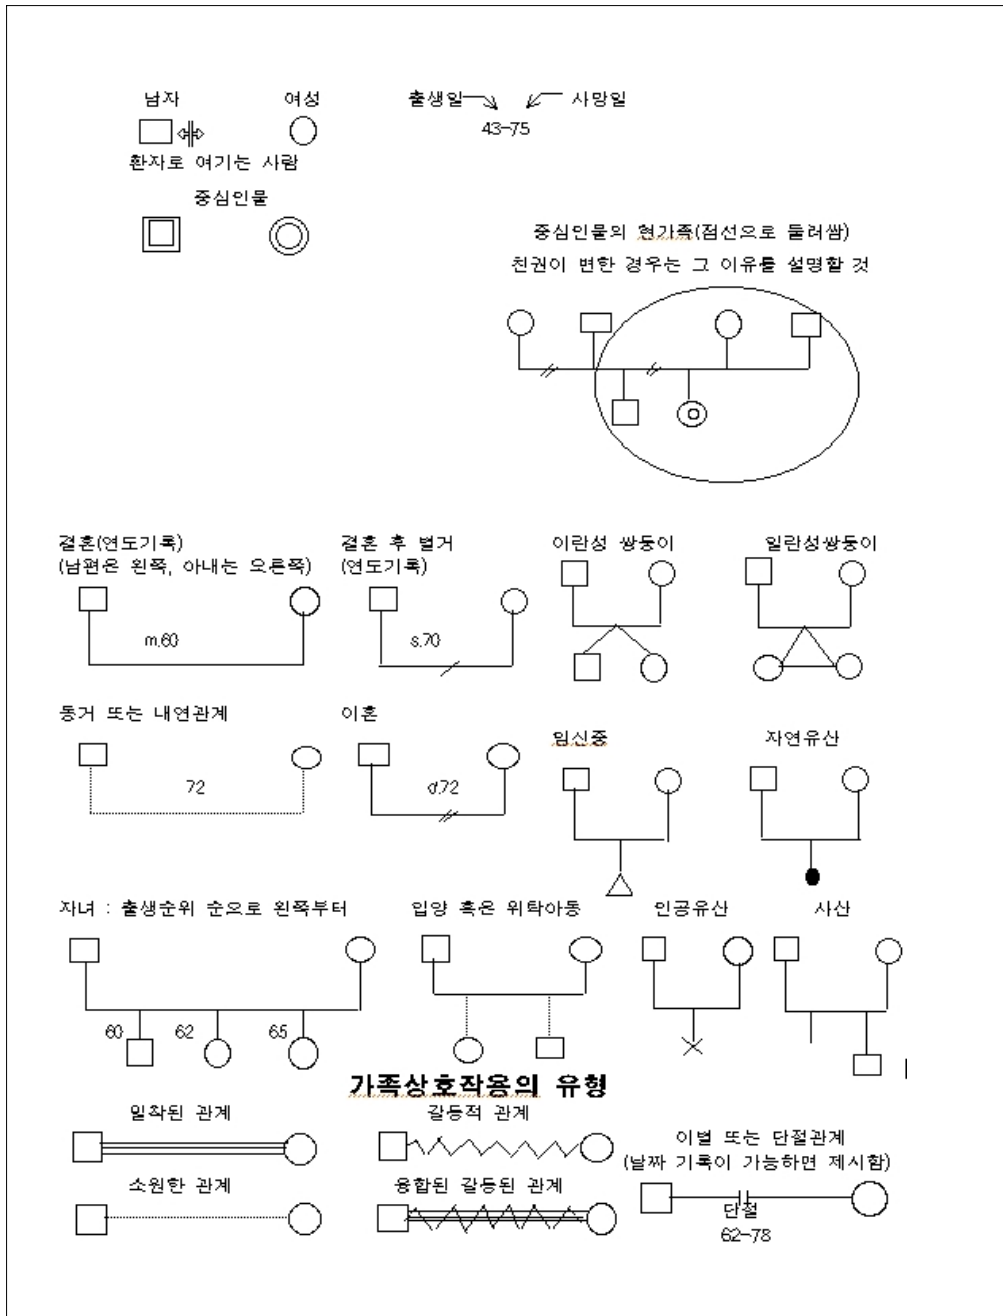 남자 여성 출생일 사망일
43-75
환자로 여기는 사람
중심인물
중심인물의 현가족(점선으로 둘러쌈)
친권이 변한 경우는 그 이유를 설명할 것
결혼(연도기록)
(남편은 왼쪽, 아내는 오른쪽)
m.60
결혼 후 별거
(연도기록)
s.70
이란성 쌍둥이
일란성쌍둥이
동거 또는 내연관계
72
이혼
d.72
임신중
자연유산
자녀 : 출생순위 순으로 왼쪽부터
60 62 65
입양 혹은 위탁아동
인공유산
사산
가족상호작용의 유형
밀착된 관계
갈등적 관계
이별 또는 단절관계
(날짜 기록이 가능하면 제시함)
소원한 관계
융합된 갈등된 관계
단절
62-78